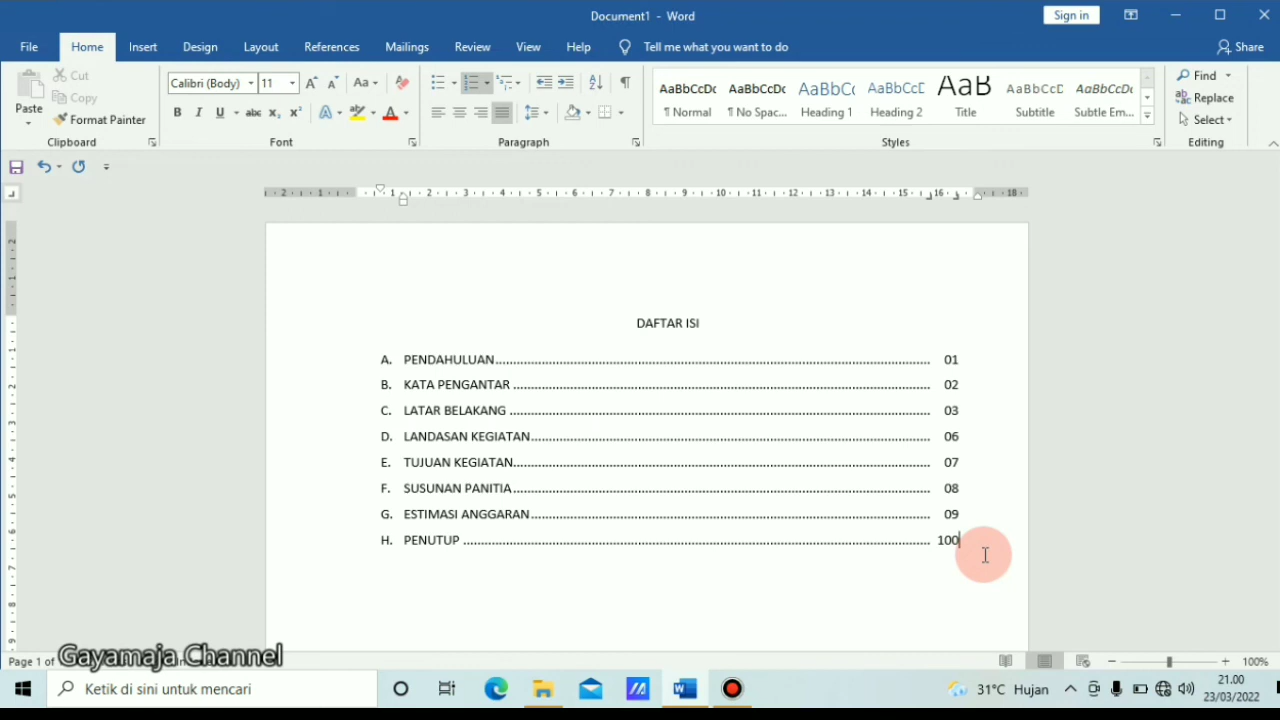 Document1 - Word
Sign in
File Home Insert Design Layout References Mailings Review View Help Tell me what you want to do Share
Paste
Cut
Copy
Format Painter
Clipboard
Calibri (Body) 11
Font
Paragraph
AaBbCcDc AaBbCcDc AaBbCc AaBbCcD AaB AaBbCcD AaBbCcDc
¶ Normal ¶ No Spac... Heading 1 Heading 2 Title Subtitle Subtle Em...
Styles
Find
Replace
Select
Editing
DAFTAR ISI
A. PENDAHULUAN.................... 01
B. KATA PENGANTAR .................... 02
C. LATAR BELAKANG .................... 03
D. LANDASAN KEGIATAN.................... 06
E. TUJUAN KEGIATAN.................... 07
F. SUSUNAN PANITIA.................... 08
G. ESTIMASI ANGGARAN.................... 09
H. PENUTUP .................... 100
Page 1 of
Gayamaja Channel
100%
Ketik di sini untuk mencari
31°C Hujan
21.00
23/03/2022